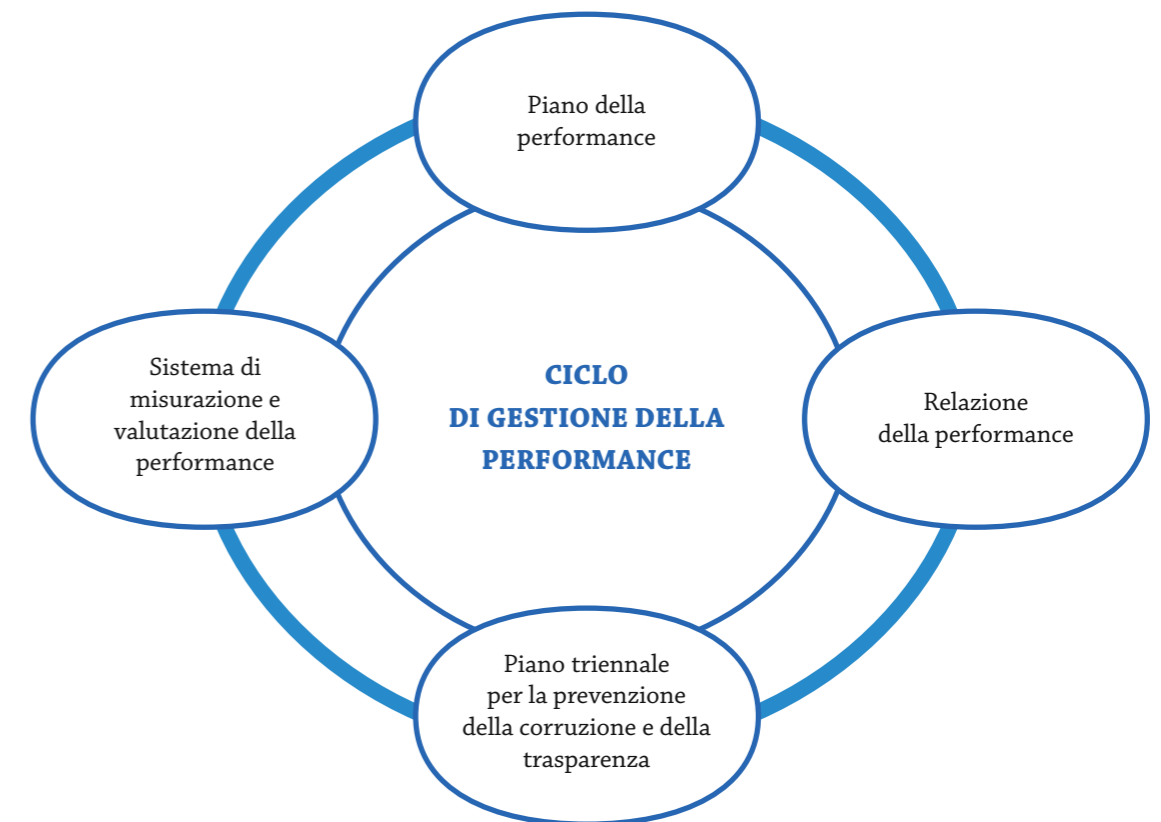 Piano della
performance
Sistema di
misurazione e
valutazione della
performance
CICLO
DI GESTIONE DELLA
PERFORMANCE
Relazione
della performance
Piano triennale
per la prevenzione
della corruzione e della
trasparenza